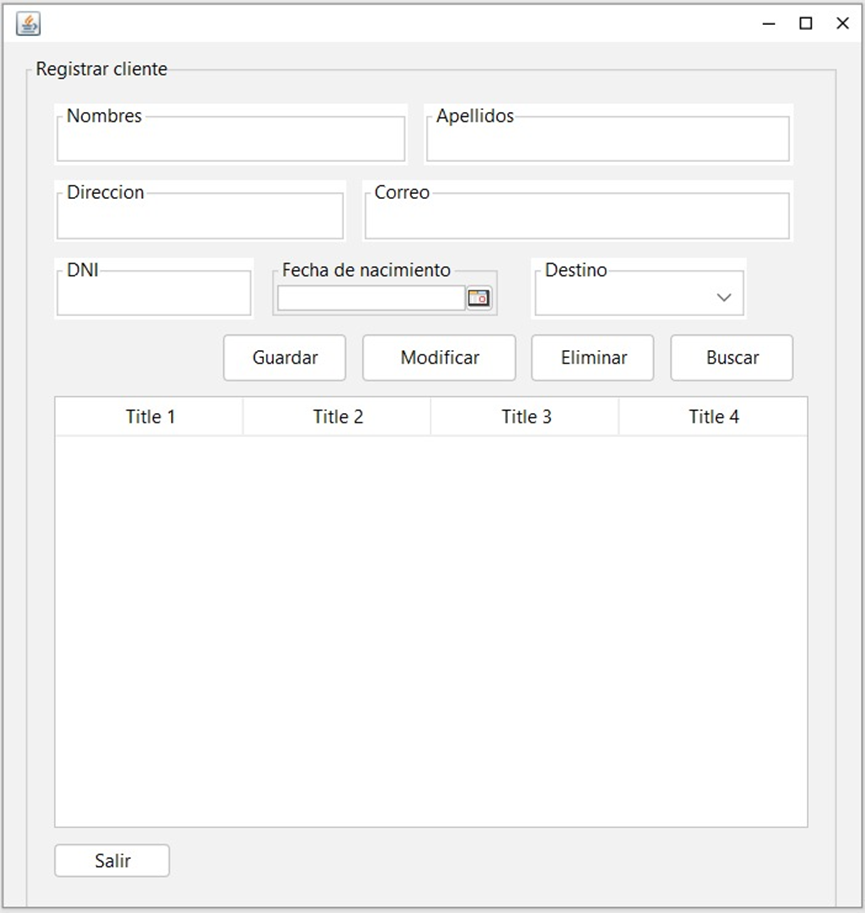 Registrar cliente
Nombres Apellidos
Direccion Correo
DNI Fecha de nacimiento Destino
Guardar Modificar Eliminar Buscar
Title 1 Title 2 Title 3 Title 4
Salir